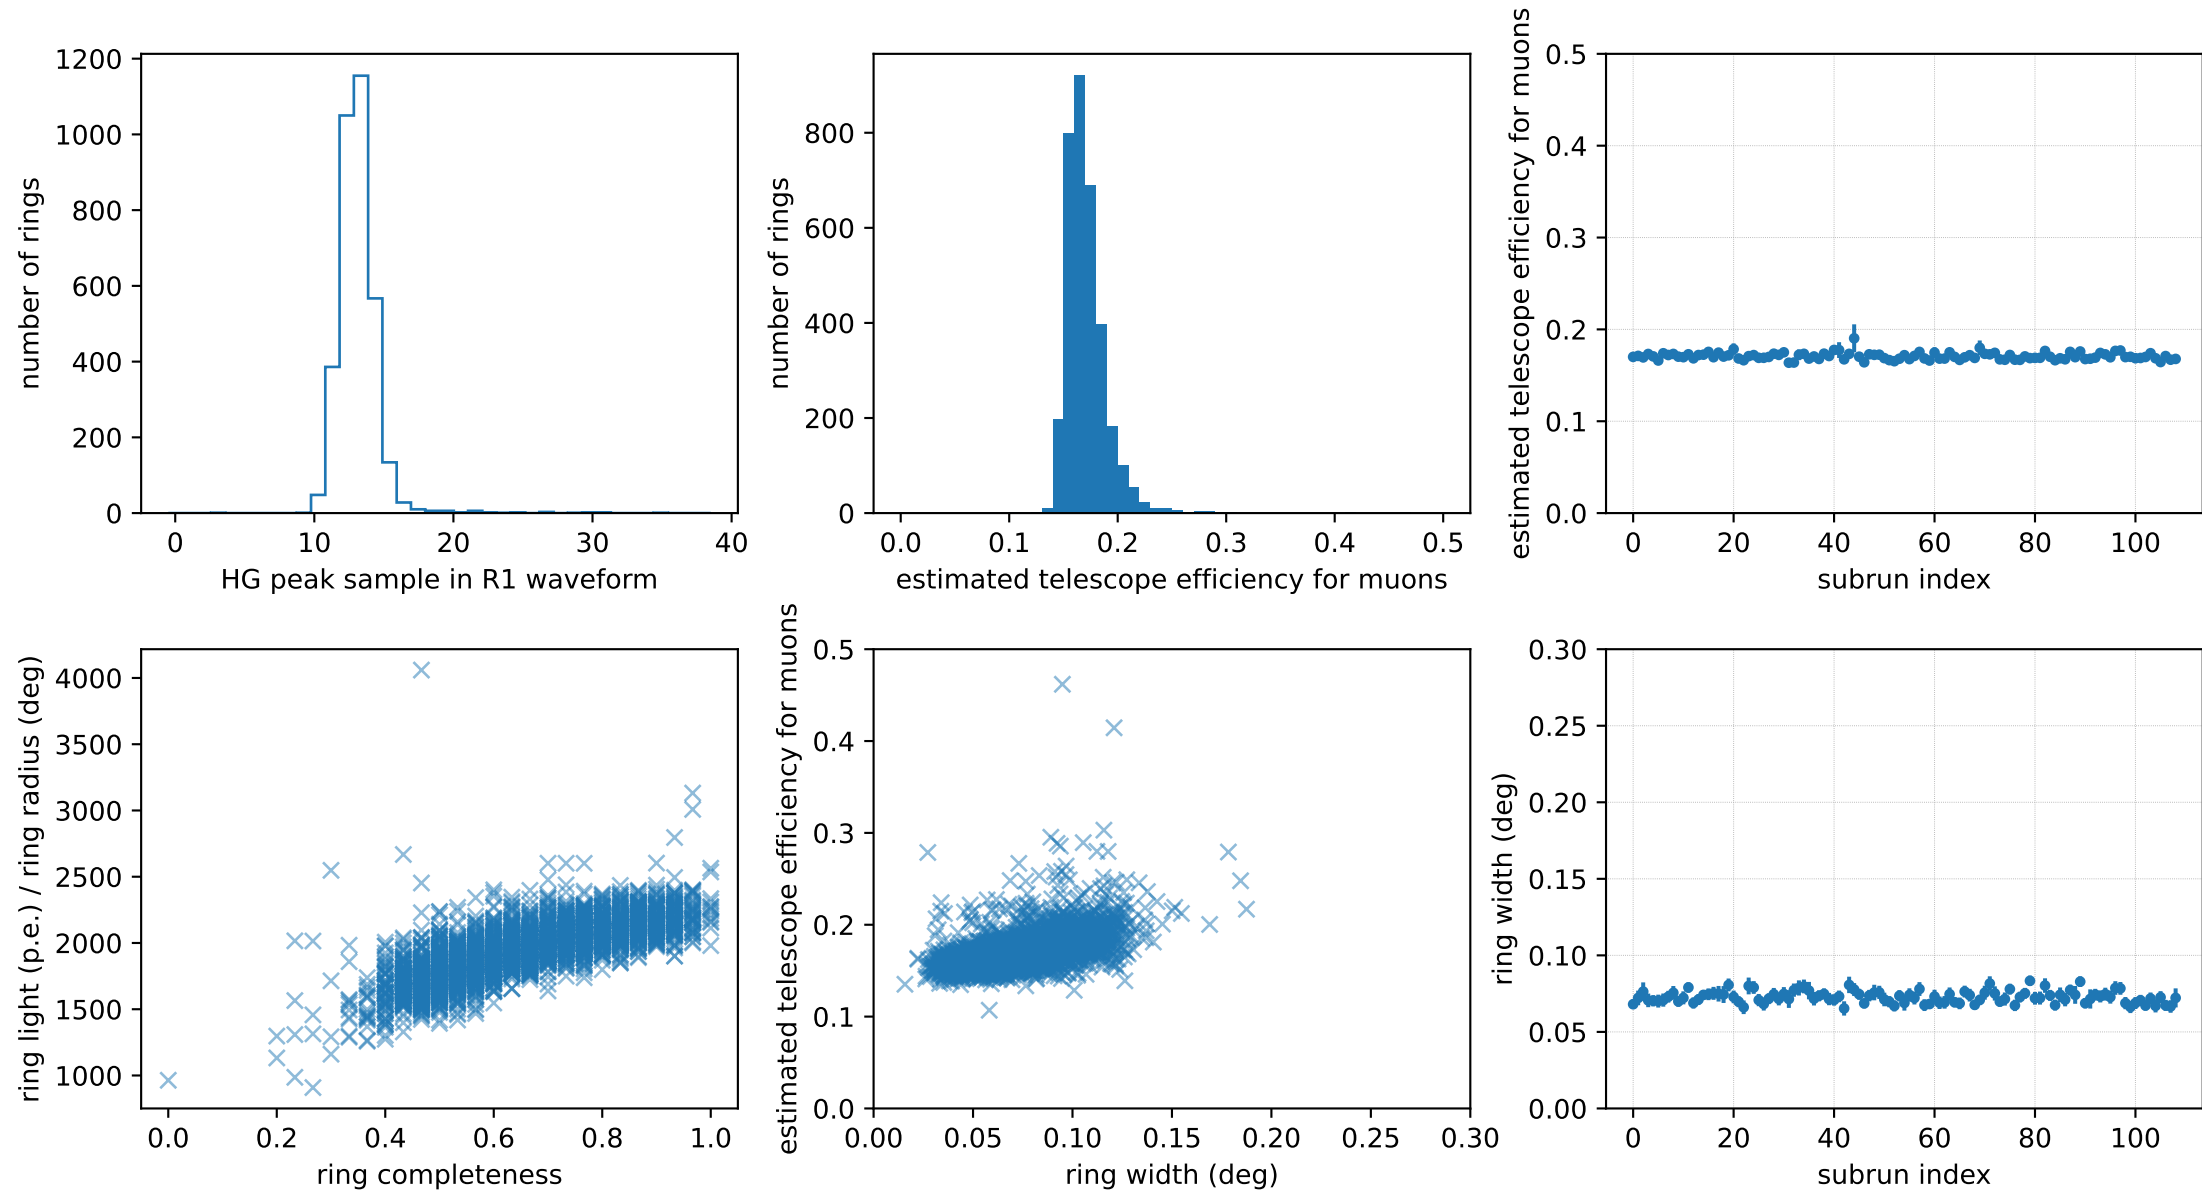 1200
1000
800
600
400
200
0
number of rings
0 10 20 30 40
HG peak sample in R1 waveform
800
600
400
200
0
number of rings
0.0 0.1 0.2 0.3 0.4 0.5
estimated telescope efficiency for muons
0.5
0.4
0.3
0.2
0.1
0.0
estimated telescope efficiency for muons
0 20 40 60 80 100
subrun index
4000
3500
3000
2500
2000
1500
1000
ring light (p.e.) / ring radius (deg)
0.0 0.2 0.4 0.6 0.8 1.0
ring completeness
0.5
0.4
0.3
0.2
0.1
0.0
estimated telescope efficiency for muons
0.00 0.05 0.10 0.15 0.20 0.25 0.30
ring width (deg)
0.30
0.25
0.20
0.15
0.10
0.05
0.00
ring width (deg)
0 20 40 60 80 100
subrun index